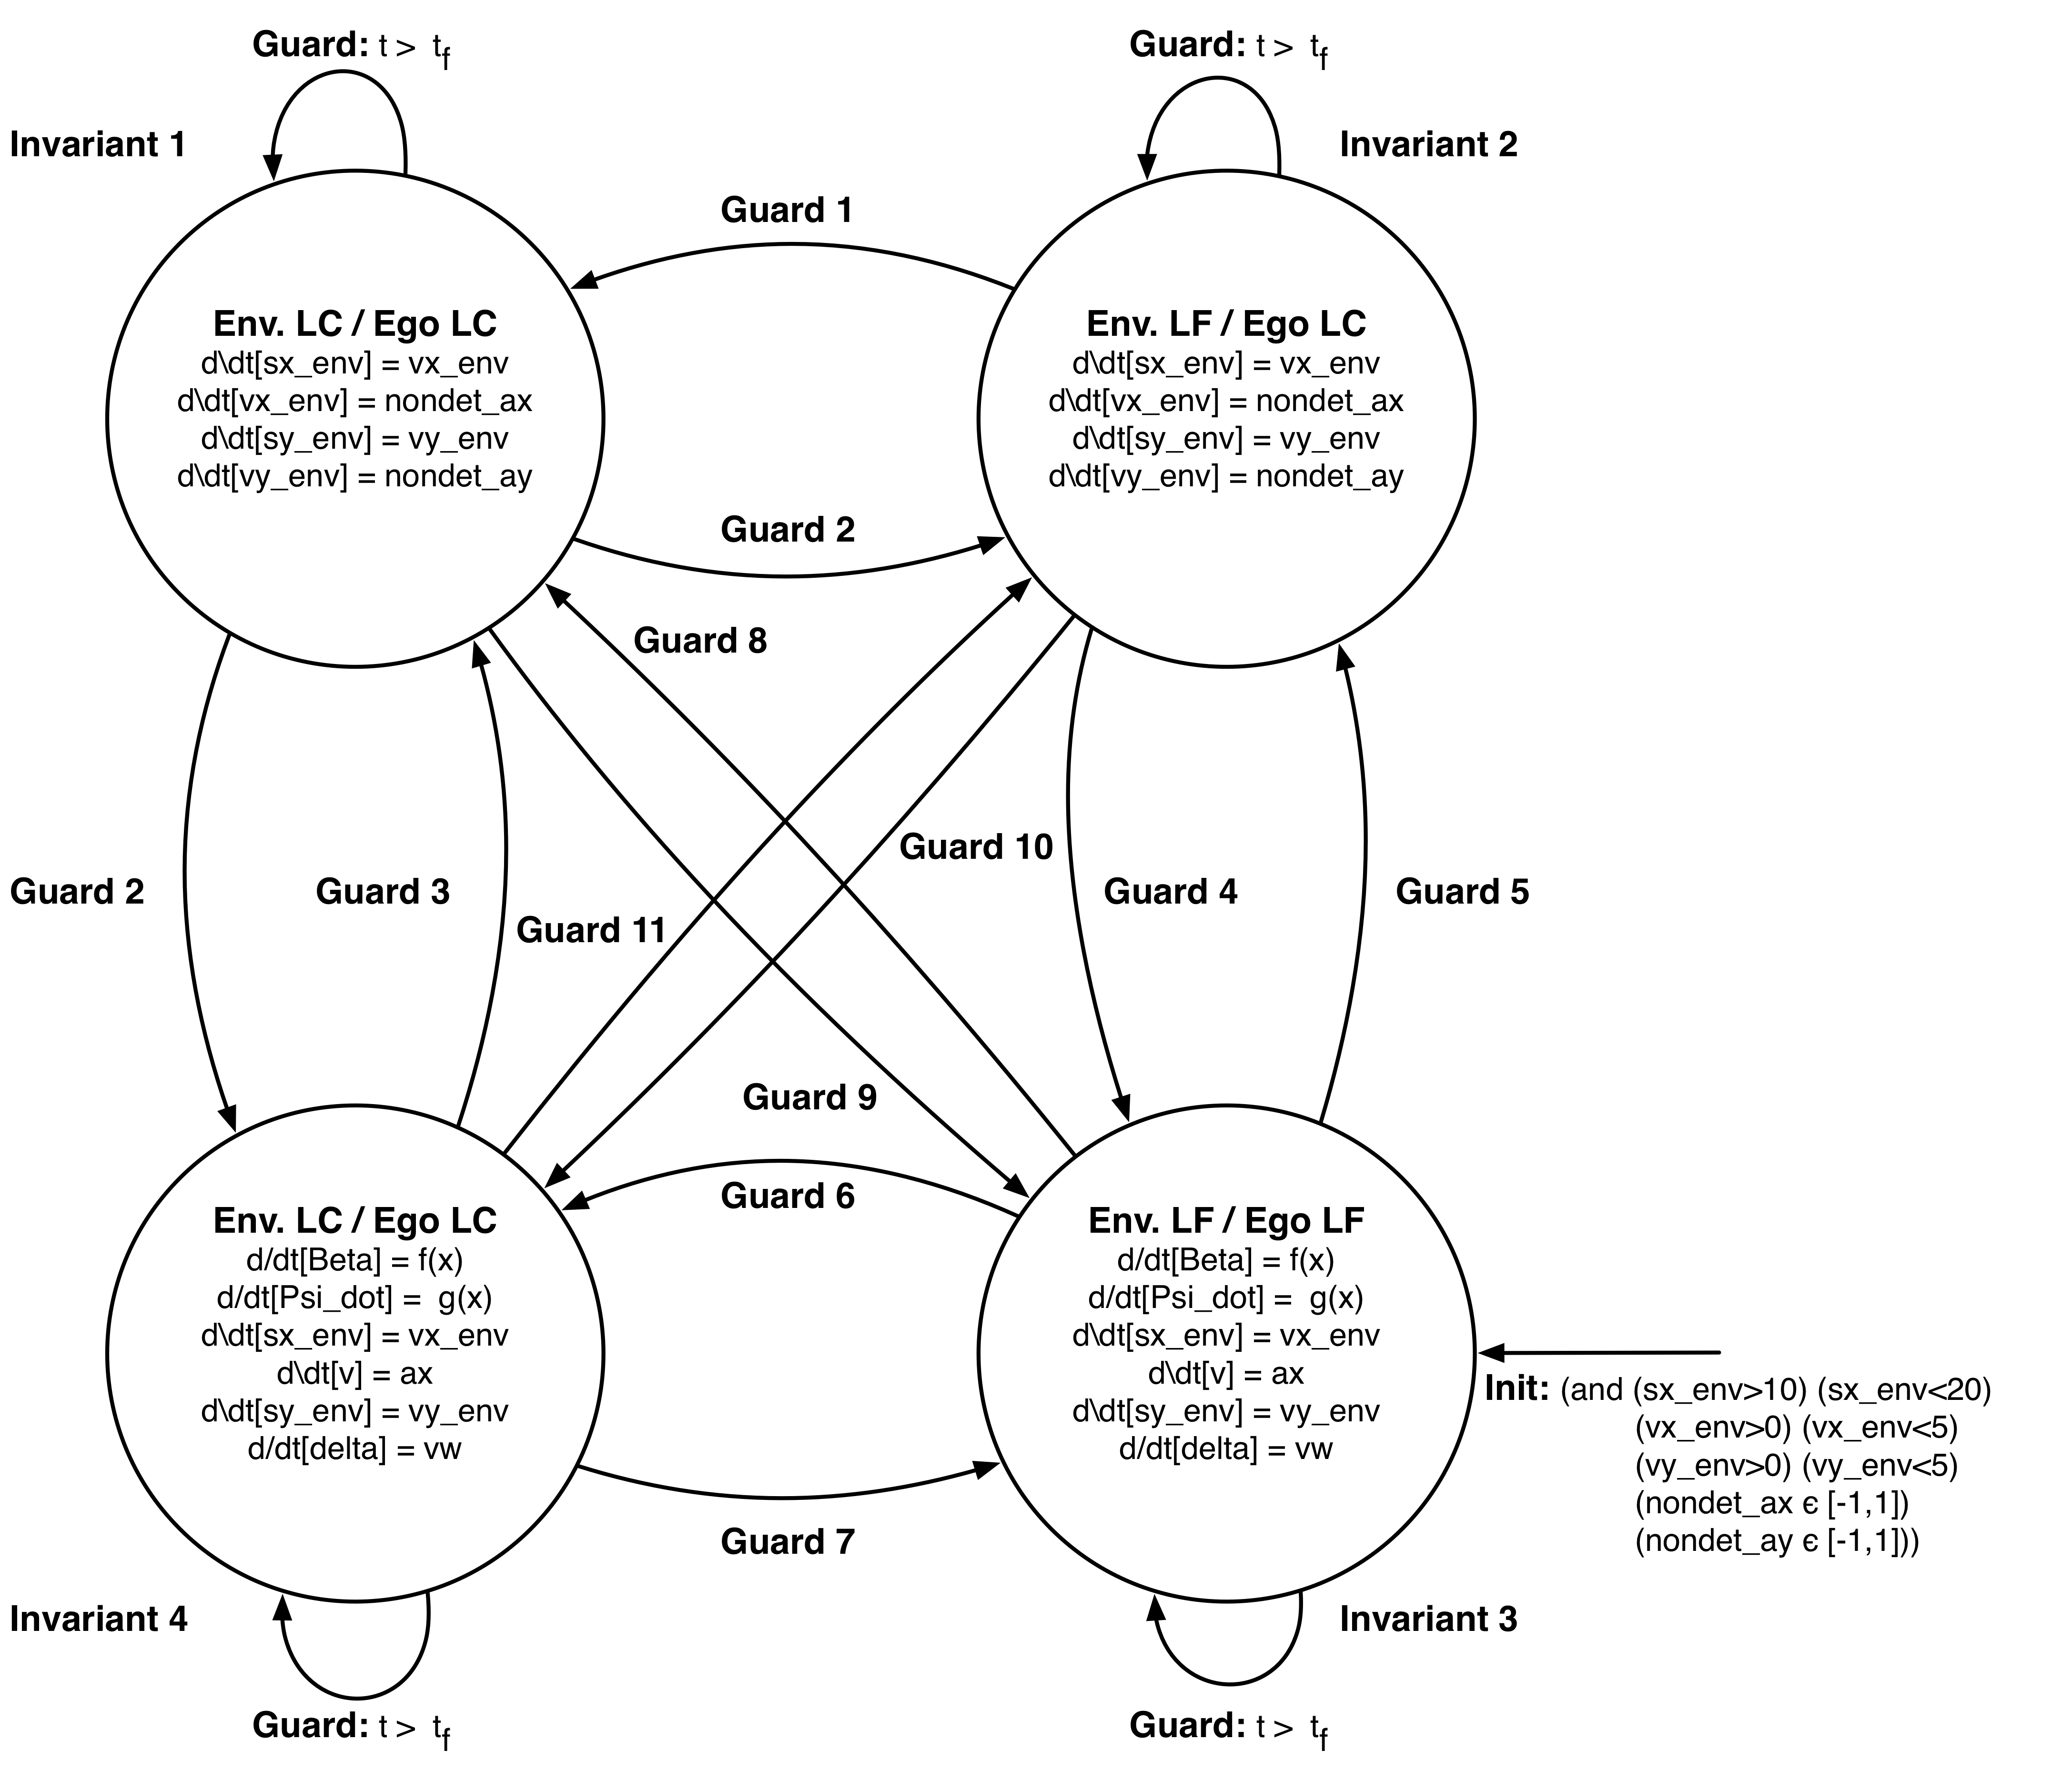 Guard: t > tf
Guard: t > tf
Invariant 1
Invariant 2
Guard 1
Env. LC / Ego LC
d\dt[sx_env] = vx_env
d\dt[vx_env] = nondet_ax
d\dt[sy_env] = vy_env
d\dt[vy_env] = nondet_ay
Env. LF / Ego LC
d\dt[sx_env] = vx_env
d\dt[vx_env] = nondet_ax
d\dt[sy_env] = vy_env
d\dt[vy_env] = nondet_ay
Guard 2
Guard 8
Guard 10
Guard 2
Guard 3
Guard 4
Guard 5
Guard 11
Guard 9
Guard 6
Env. LC / Ego LC
d/dt[Beta] = f(x)
d/dt[Psi_dot] = g(x)
d\dt[sx_env] = vx_env
d\dt[v] = ax
d\dt[sy_env] = vy_env
d/dt[delta] = vw
Env. LF / Ego LF
d/dt[Beta] = f(x)
d/dt[Psi_dot] = g(x)
d\dt[sx_env] = vx_env
d\dt[v] = ax
d\dt[sy_env] = vy_env
d/dt[delta] = vw
Init: (and (sx_env>10) (sx_env<20)
(vx_env>0) (vx_env<5)
(vy_env>0) (vy_env<5)
(nondet_ax є [-1,1])
(nondet_ay є [-1,1]))
Guard 7
Invariant 4
Invariant 3
Guard: t > tf
Guard: t > tf